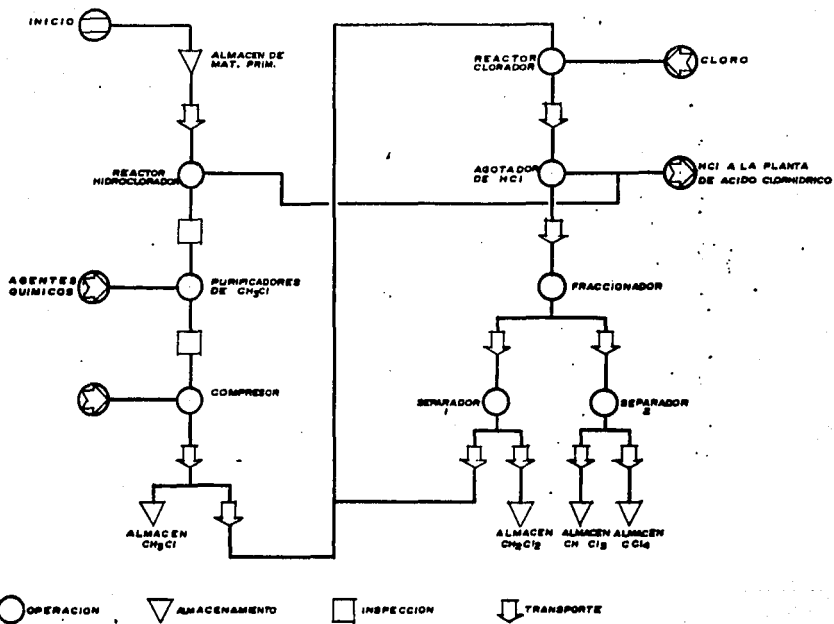 INICIO
ALMACEN DE
MAT. PRIM.
REACTOR
HIDROCLORADOR
AGENTES
QUIMICOS
PURIFICADORES
DE CH3Cl
COMPRESOR
ALMACEN
CH3Cl
REACTOR
CLORADOR
CLORO
AGOTADOR
DE HCl
HCl A LA PLANTA
DE ACIDO CLORHIDRICO
FRACCIONADOR
SEPARADOR
1
SEPARADOR
2
ALMACEN
CH2Cl2
ALMACEN
CH Cl3
ALMACEN
CCl4
OPERACION
ALMACENAMIENTO
INSPECCION
TRANSPORTE